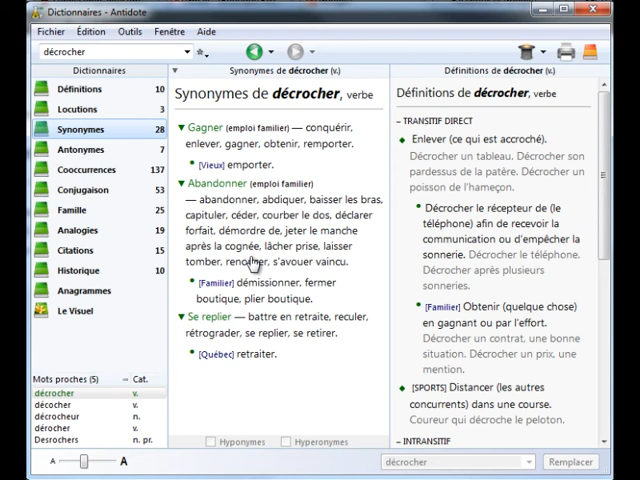 Dictionnaires - Antidote
Fichier Édition Outils Fenêtre Aide
décrocher
Dictionnaires
Définitions 10
Locutions 3
Synonymes 28
Antonymes 7
Cooccurrences 137
Conjugaison 53
Famille 25
Analogies 19
Citations 15
Historique 10
Anagrammes
Le Visuel
Mots proches (5) Cat.
décrocher v.
décocher v.
décrocheur n.
dérocher v.
Desrochers n. pr.
A A
Synonymes de décrocher (v.)
Synonymes de décrocher, verbe
Gagner (emploi familier) — conquérir,
enlever, gagner, obtenir, remporter.
[Vieux] emporter.
Abandonner (emploi familier)
— abandonner, abdiquer, baisser les bras,
capituler, céder, courber le dos, déclarer
forfait, démordre de, jeter le manche
après la cognée, lâcher prise, laisser
tomber, renoncer, s'avouer vaincu.
[Familier] démissionner, fermer
boutique, plier boutique.
Se replier — battre en retraite, reculer,
rétrograder, se replier, se retirer.
[Québec] retraiter.
Hyponymes Hyperonymes
Définitions de décrocher (v.)
Définitions de décrocher, verbe
— TRANSITIF DIRECT
Enlever (ce qui est accroché).
Décrocher un tableau. Décrocher son
pardessus de la patère. Décrocher un
poisson de l'hameçon.
Décrocher le récepteur de (le
téléphone) afin de recevoir la
communication ou d'empêcher la
sonnerie. Décrocher le téléphone.
Décrocher après plusieurs
sonneries.
[Familier] Obtenir (quelque chose)
en gagnant ou par l'effort.
Décrocher un contrat, une bonne
situation. Décrocher un prix, une
mention.
[SPORTS] Distancer (les autres
concurrents) dans une course.
Coureur qui décroche le peloton.
— INTRANSITIF
décrocher Remplacer